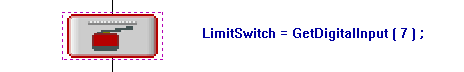 LimitSwitch = GetDigitalInput ( 7 ) ;